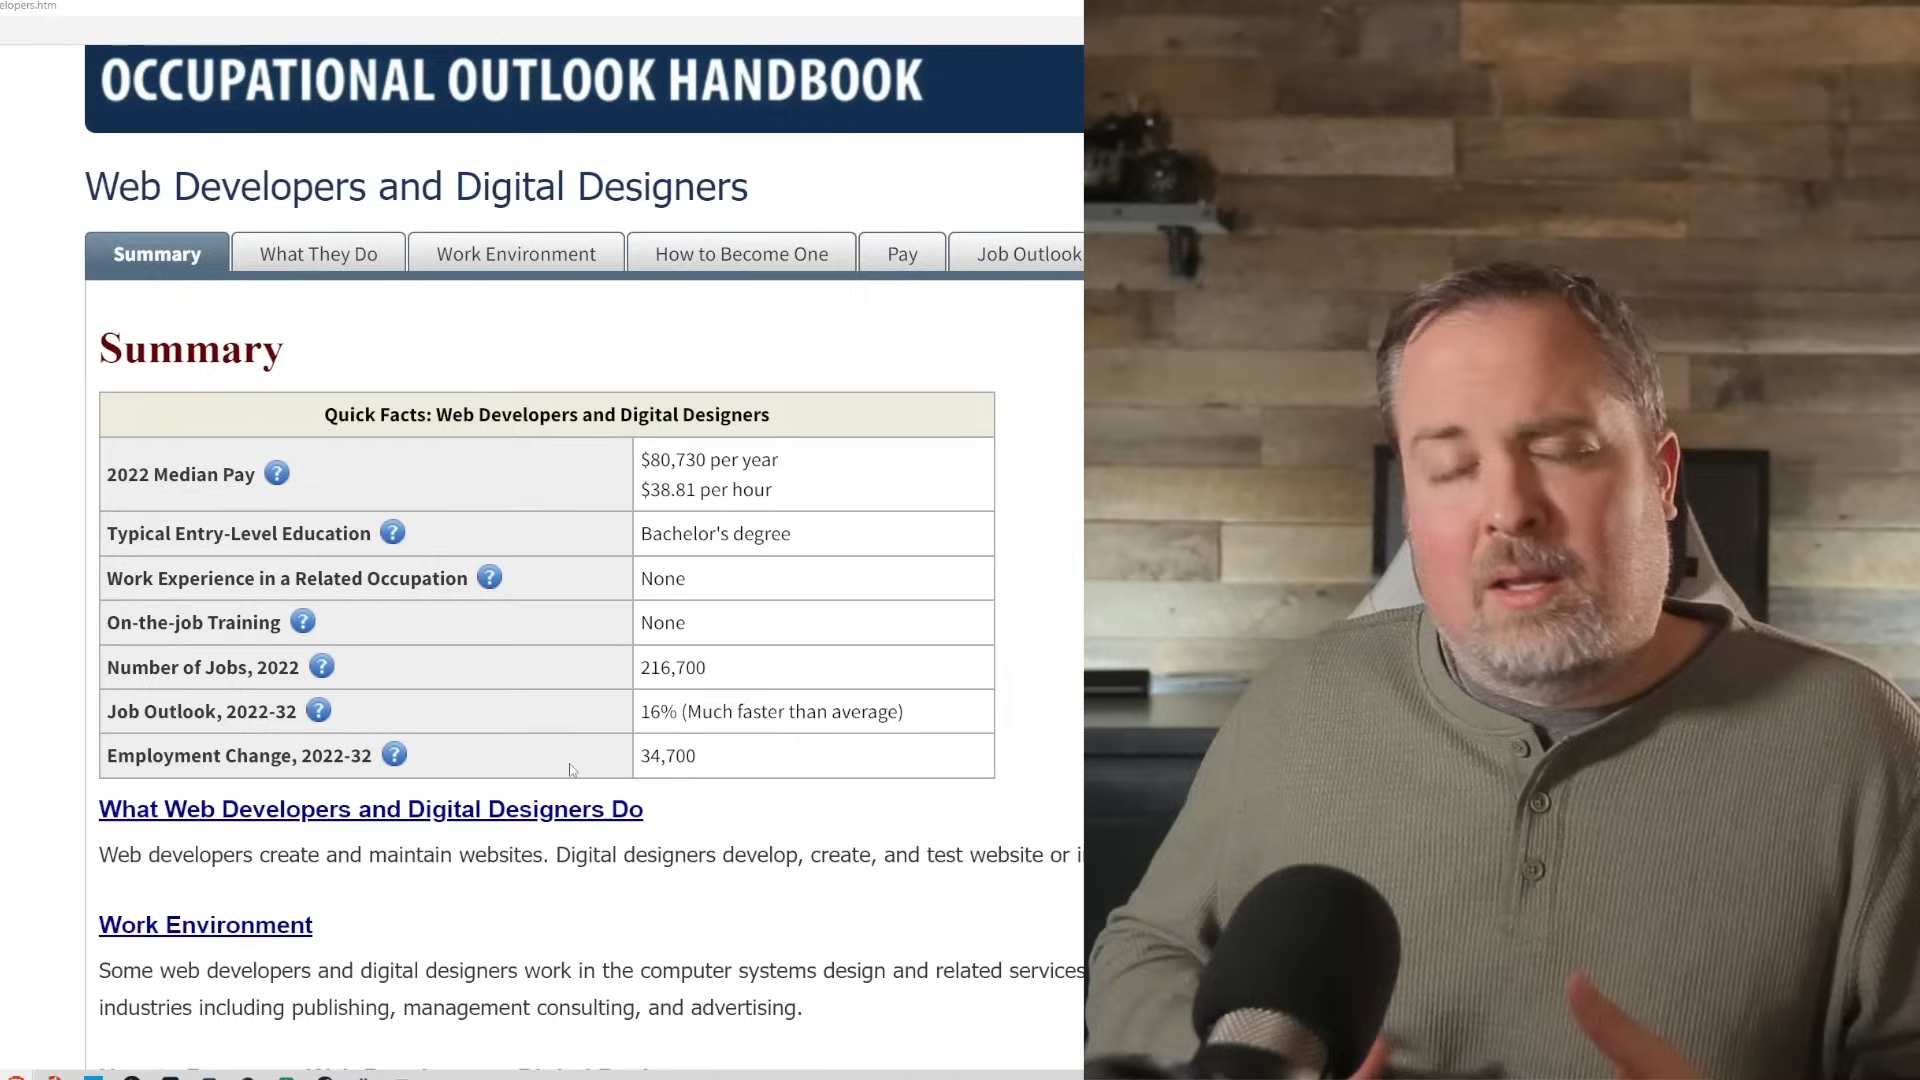 elopers.htm
OCCUPATIONAL OUTLOOK HANDBOOK
Web Developers and Digital Designers
Summary What They Do Work Environment How to Become One Pay Job Outlook
Summary
Quick Facts: Web Developers and Digital Designers
2022 Median Pay ? $80,730 per year
$38.81 per hour
Typical Entry-Level Education ? Bachelor's degree
Work Experience in a Related Occupation ? None
On-the-job Training ? None
Number of Jobs, 2022 ? 216,700
Job Outlook, 2022-32 ? 16% (Much faster than average)
Employment Change, 2022-32 ? 34,700
What Web Developers and Digital Designers Do
Web developers create and maintain websites. Digital designers develop, create, and test website or
Work Environment
Some web developers and digital designers work in the computer systems design and related services
industries including publishing, management consulting, and advertising.